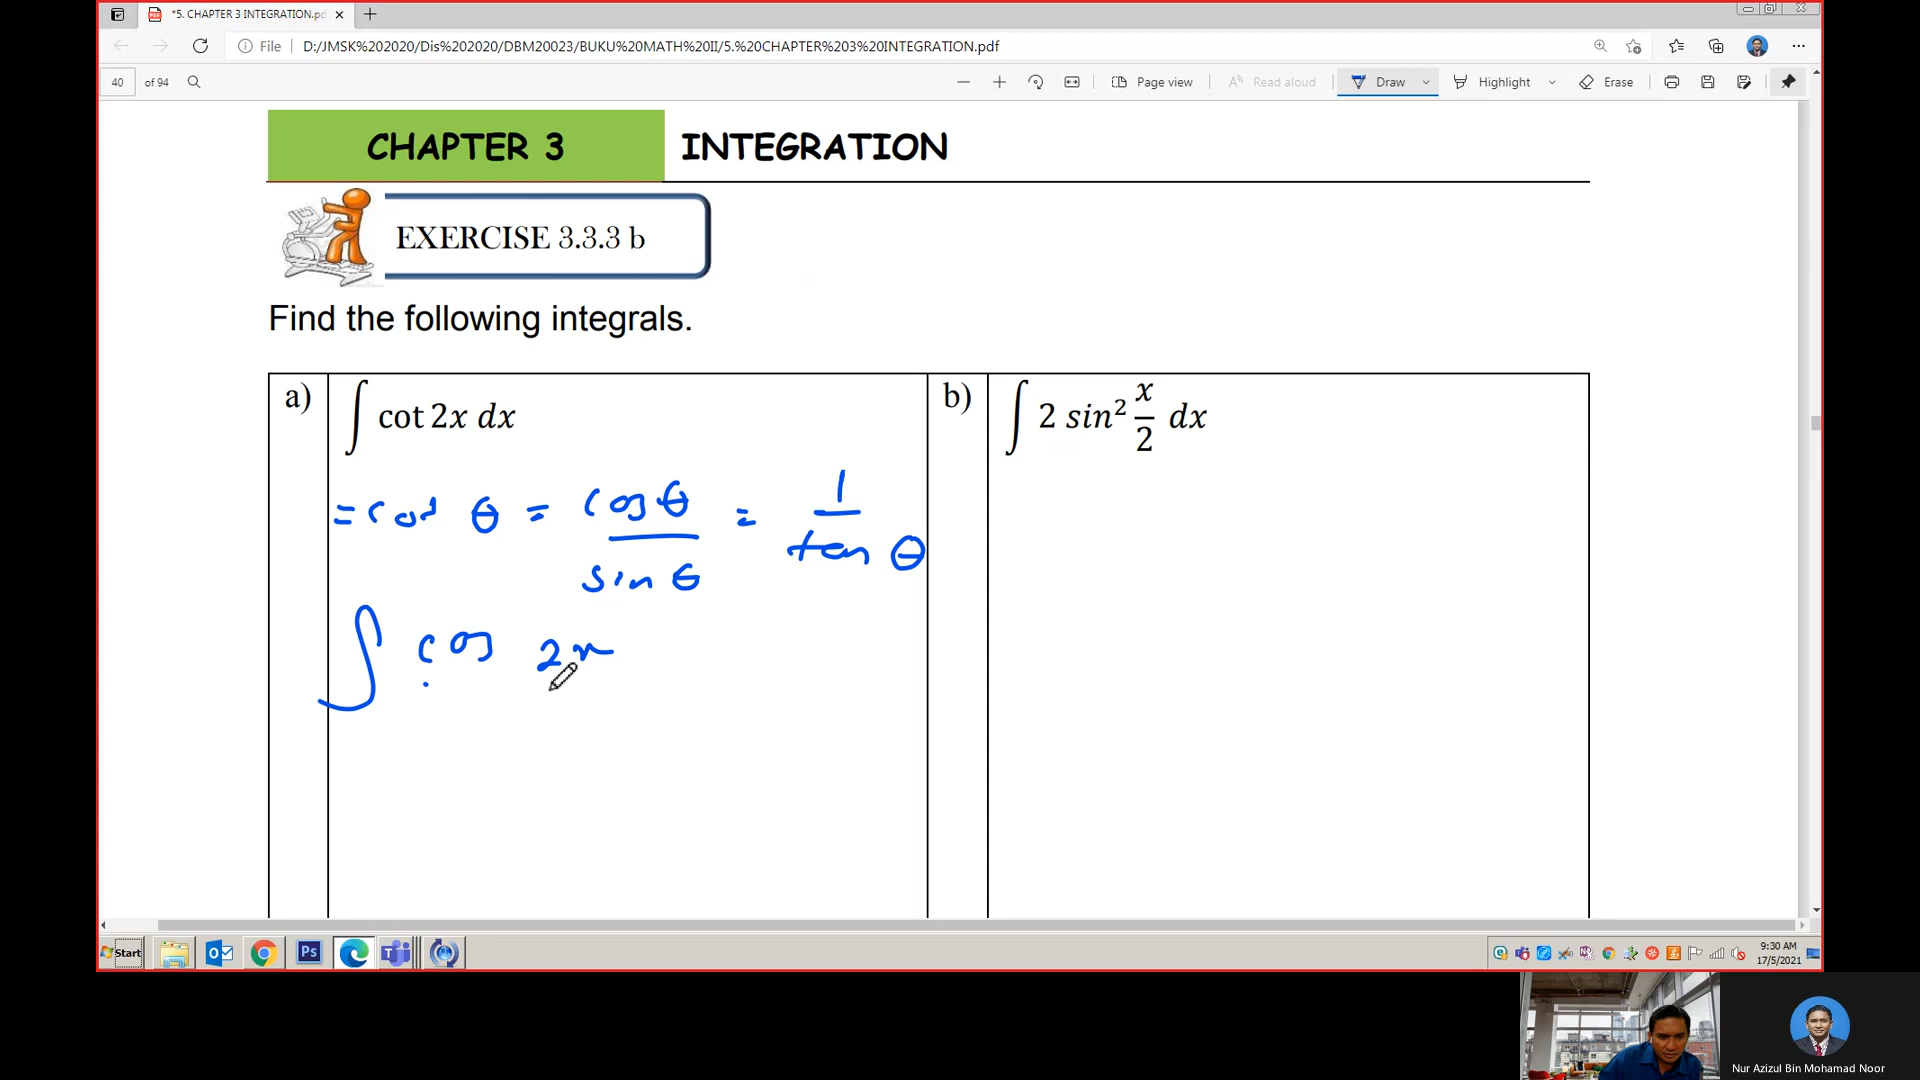 *5. CHAPTER 3 INTEGRATION.pdf
File D:/JMSK%202020/Dis%202020/DBM20023/BUKU%20MATH%20II/5.%20CHAPTER%203%20INTEGRATION.pdf
40 of 94 Page view Read aloud Draw Highlight Erase
CHAPTER 3 INTEGRATION
EXERCISE 3.3.3 b
Find the following integrals.
a) ∫ cot 2x dx
b) ∫ 2 sin² x/2 dx
= cot θ = cos θ / sin θ = 1 / tan θ
∫ cos 2x
Start Ps
9:30 AM
17/5/2021
Nur Azizul Bin Mohamad Noor